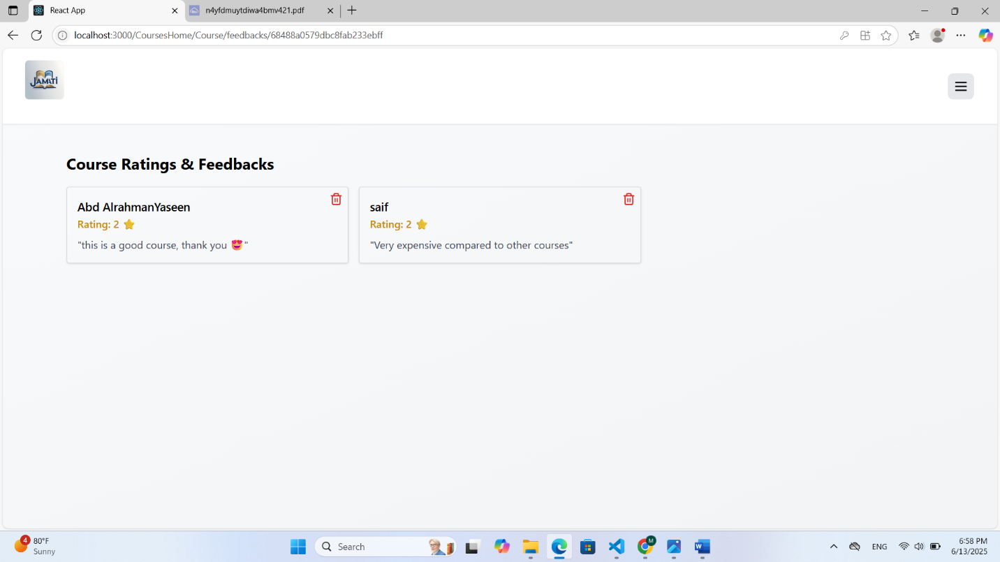 React App
n4yfdmuytdiwa4bmv421.pdf
localhost:3000/CoursesHome/Course/feedbacks/68488a0579dbc8fab233ebff
JAMATI
Course Ratings & Feedbacks
Abd AlrahmanYaseen
Rating: 2 ⭐
"this is a good course, thank you 🤩"
saif
Rating: 2 ⭐
"Very expensive compared to other courses"
4
80°F
Sunny
Search
M
ENG
6:58 PM
6/13/2025